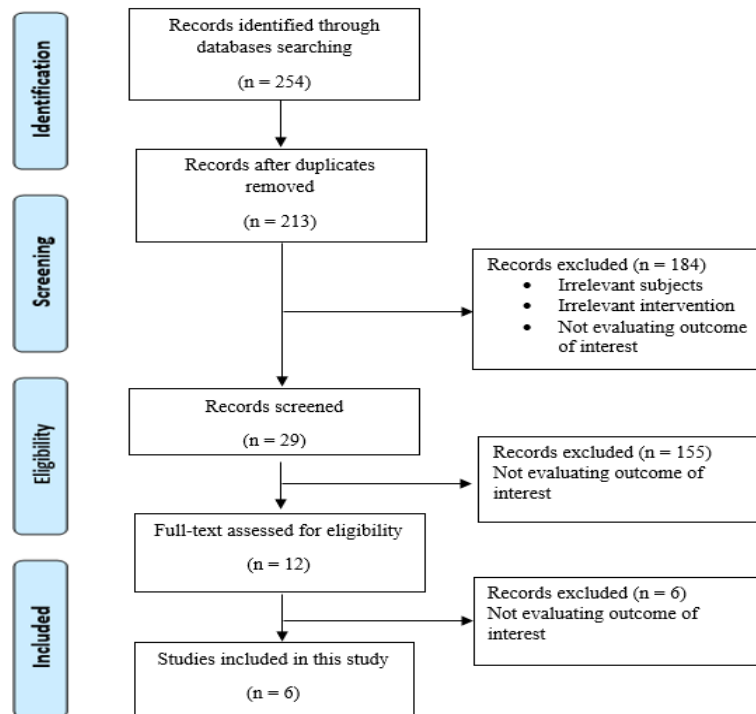 Identification
Records identified through
databases searching
(n = 254)
Records after duplicates
removed
(n = 213)
Screening
Records excluded (n = 184)
• Irrelevant subjects
• Irrelevant intervention
• Not evaluating outcome
of interest
Eligibility
Records screened
(n = 29)
Records excluded (n = 155)
Not evaluating outcome of
interest
Full-text assessed for eligibility
(n = 12)
Included
Records excluded (n = 6)
Not evaluating outcome of
interest
Studies included in this study
(n = 6)